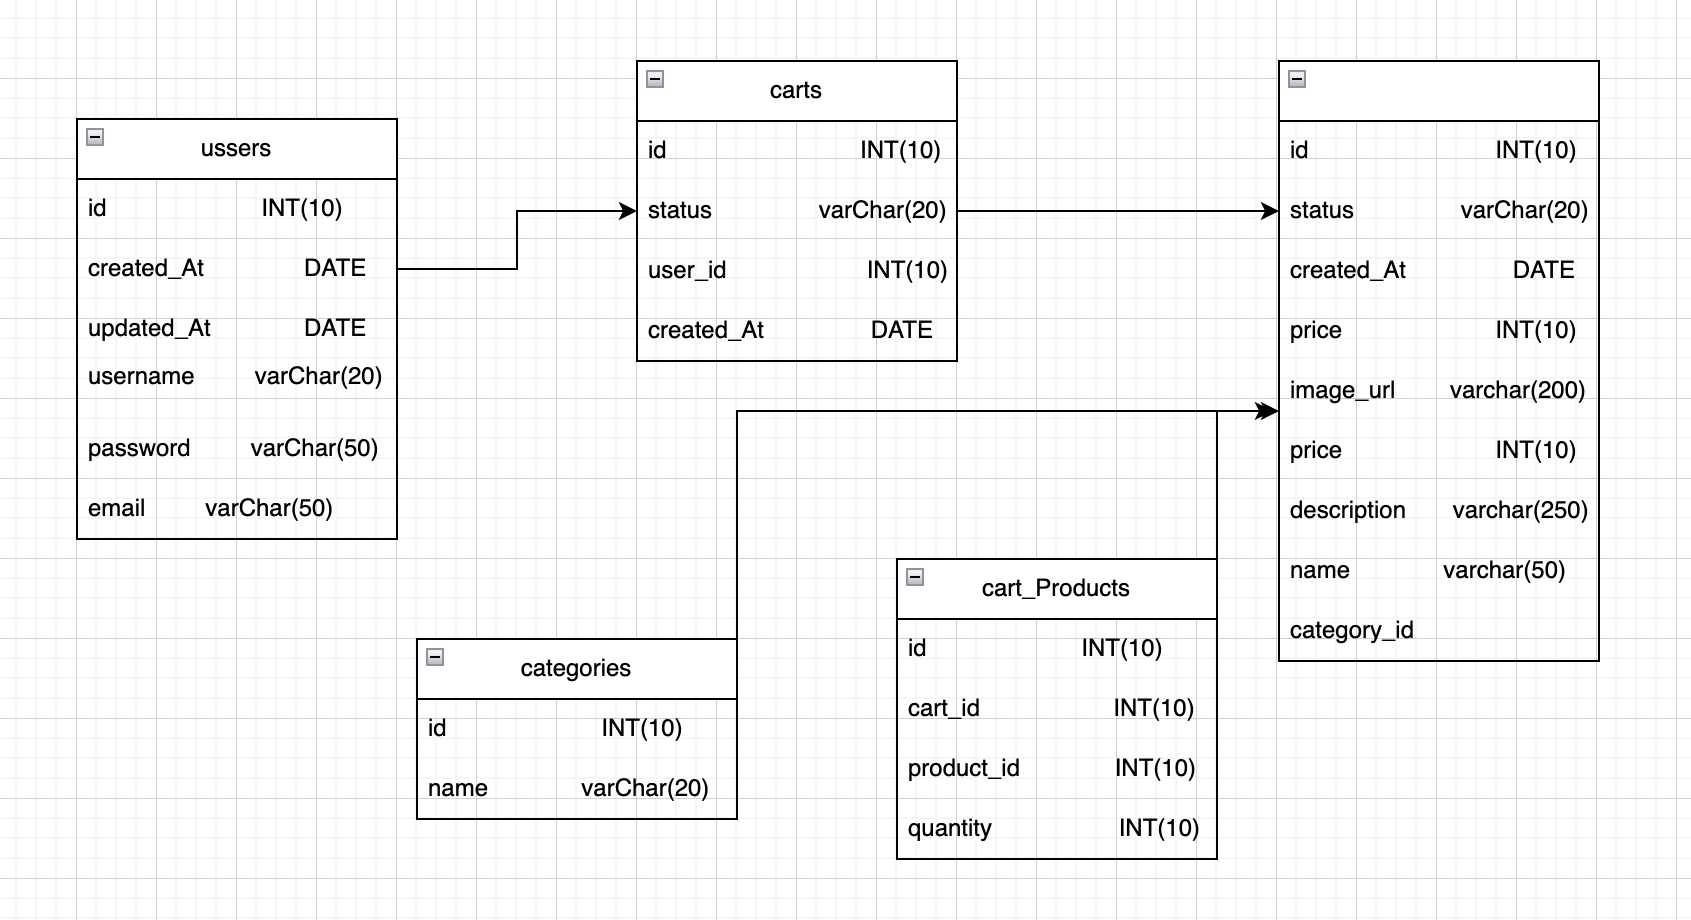 ussers
id INT(10)
created_At DATE
updated_At DATE
username varChar(20)
password varChar(50)
email varChar(50)
carts
id INT(10)
status varChar(20)
user_id INT(10)
created_At DATE
id INT(10)
status varChar(20)
created_At DATE
price INT(10)
image_url varchar(200)
price INT(10)
description varchar(250)
name varchar(50)
category_id
categories
id INT(10)
name varChar(20)
cart_Products
id INT(10)
cart_id INT(10)
product_id INT(10)
quantity INT(10)